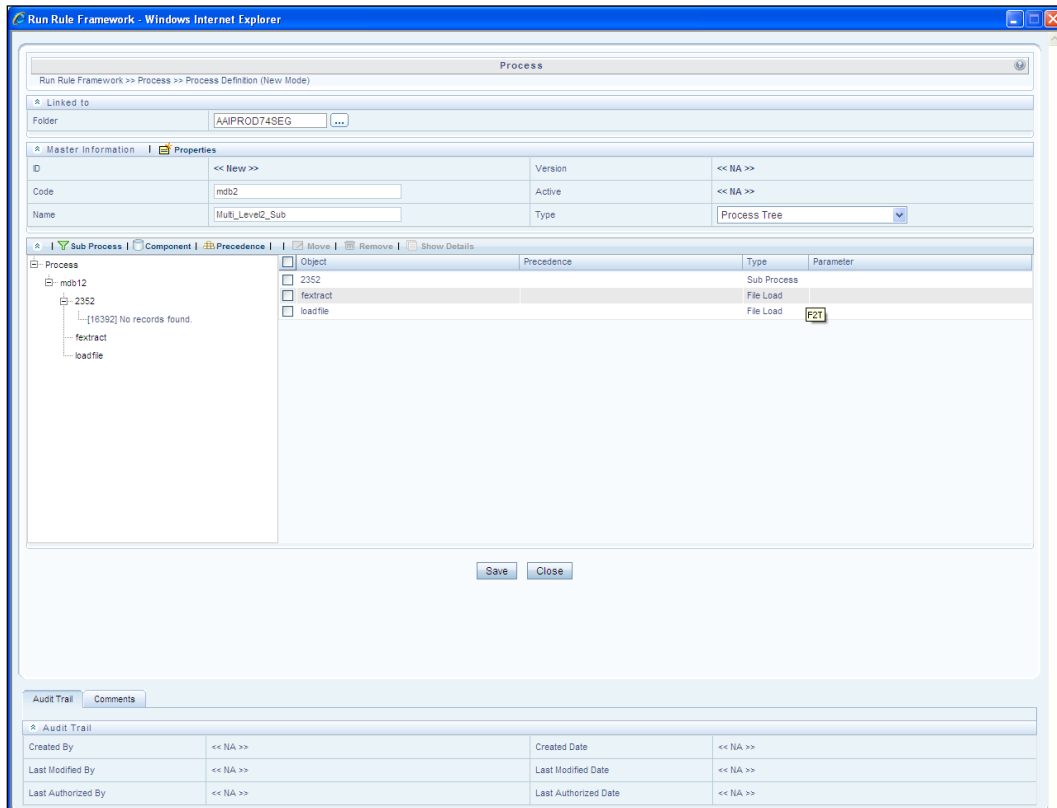 Run Rule Framework - Windows Internet Explorer
Process
Run Rule Framework >> Process >> Process Definition (New Mode)
Linked to
Folder AAIPROD74SEG ...
Master Information | Properties
ID << New >> Version << NA >>
Code mdb2 Active << NA >>
Name Multi_Level2_Sub Type Process Tree
| Sub Process | Component | Precedence | | Move | Remove | Show Details
Process
mdb12
2352
[16392] No records found.
fextract
loadfile
Object Precedence Type Parameter
2352 Sub Process
fextract File Load
loadfile File Load
F2T
Save Close
Audit Trail Comments
Audit Trail
Created By << NA >> Created Date << NA >>
Last Modified By << NA >> Last Modified Date << NA >>
Last Authorized By << NA >> Last Authorized Date << NA >>